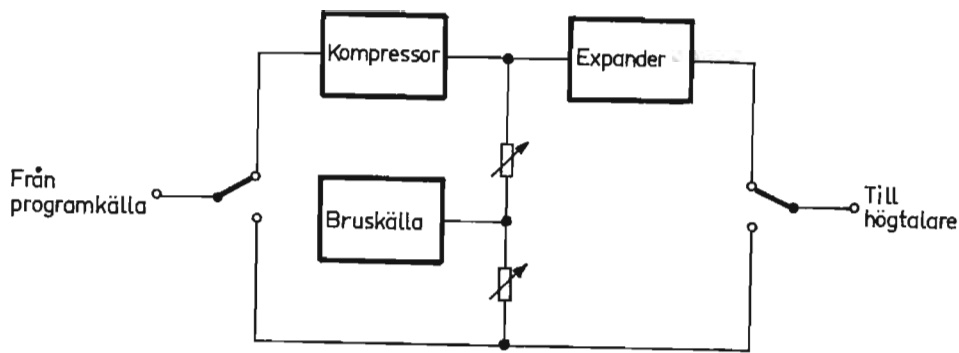 Kompressor
Expander
Från
programkälla
Bruskälla
Till
högtalare